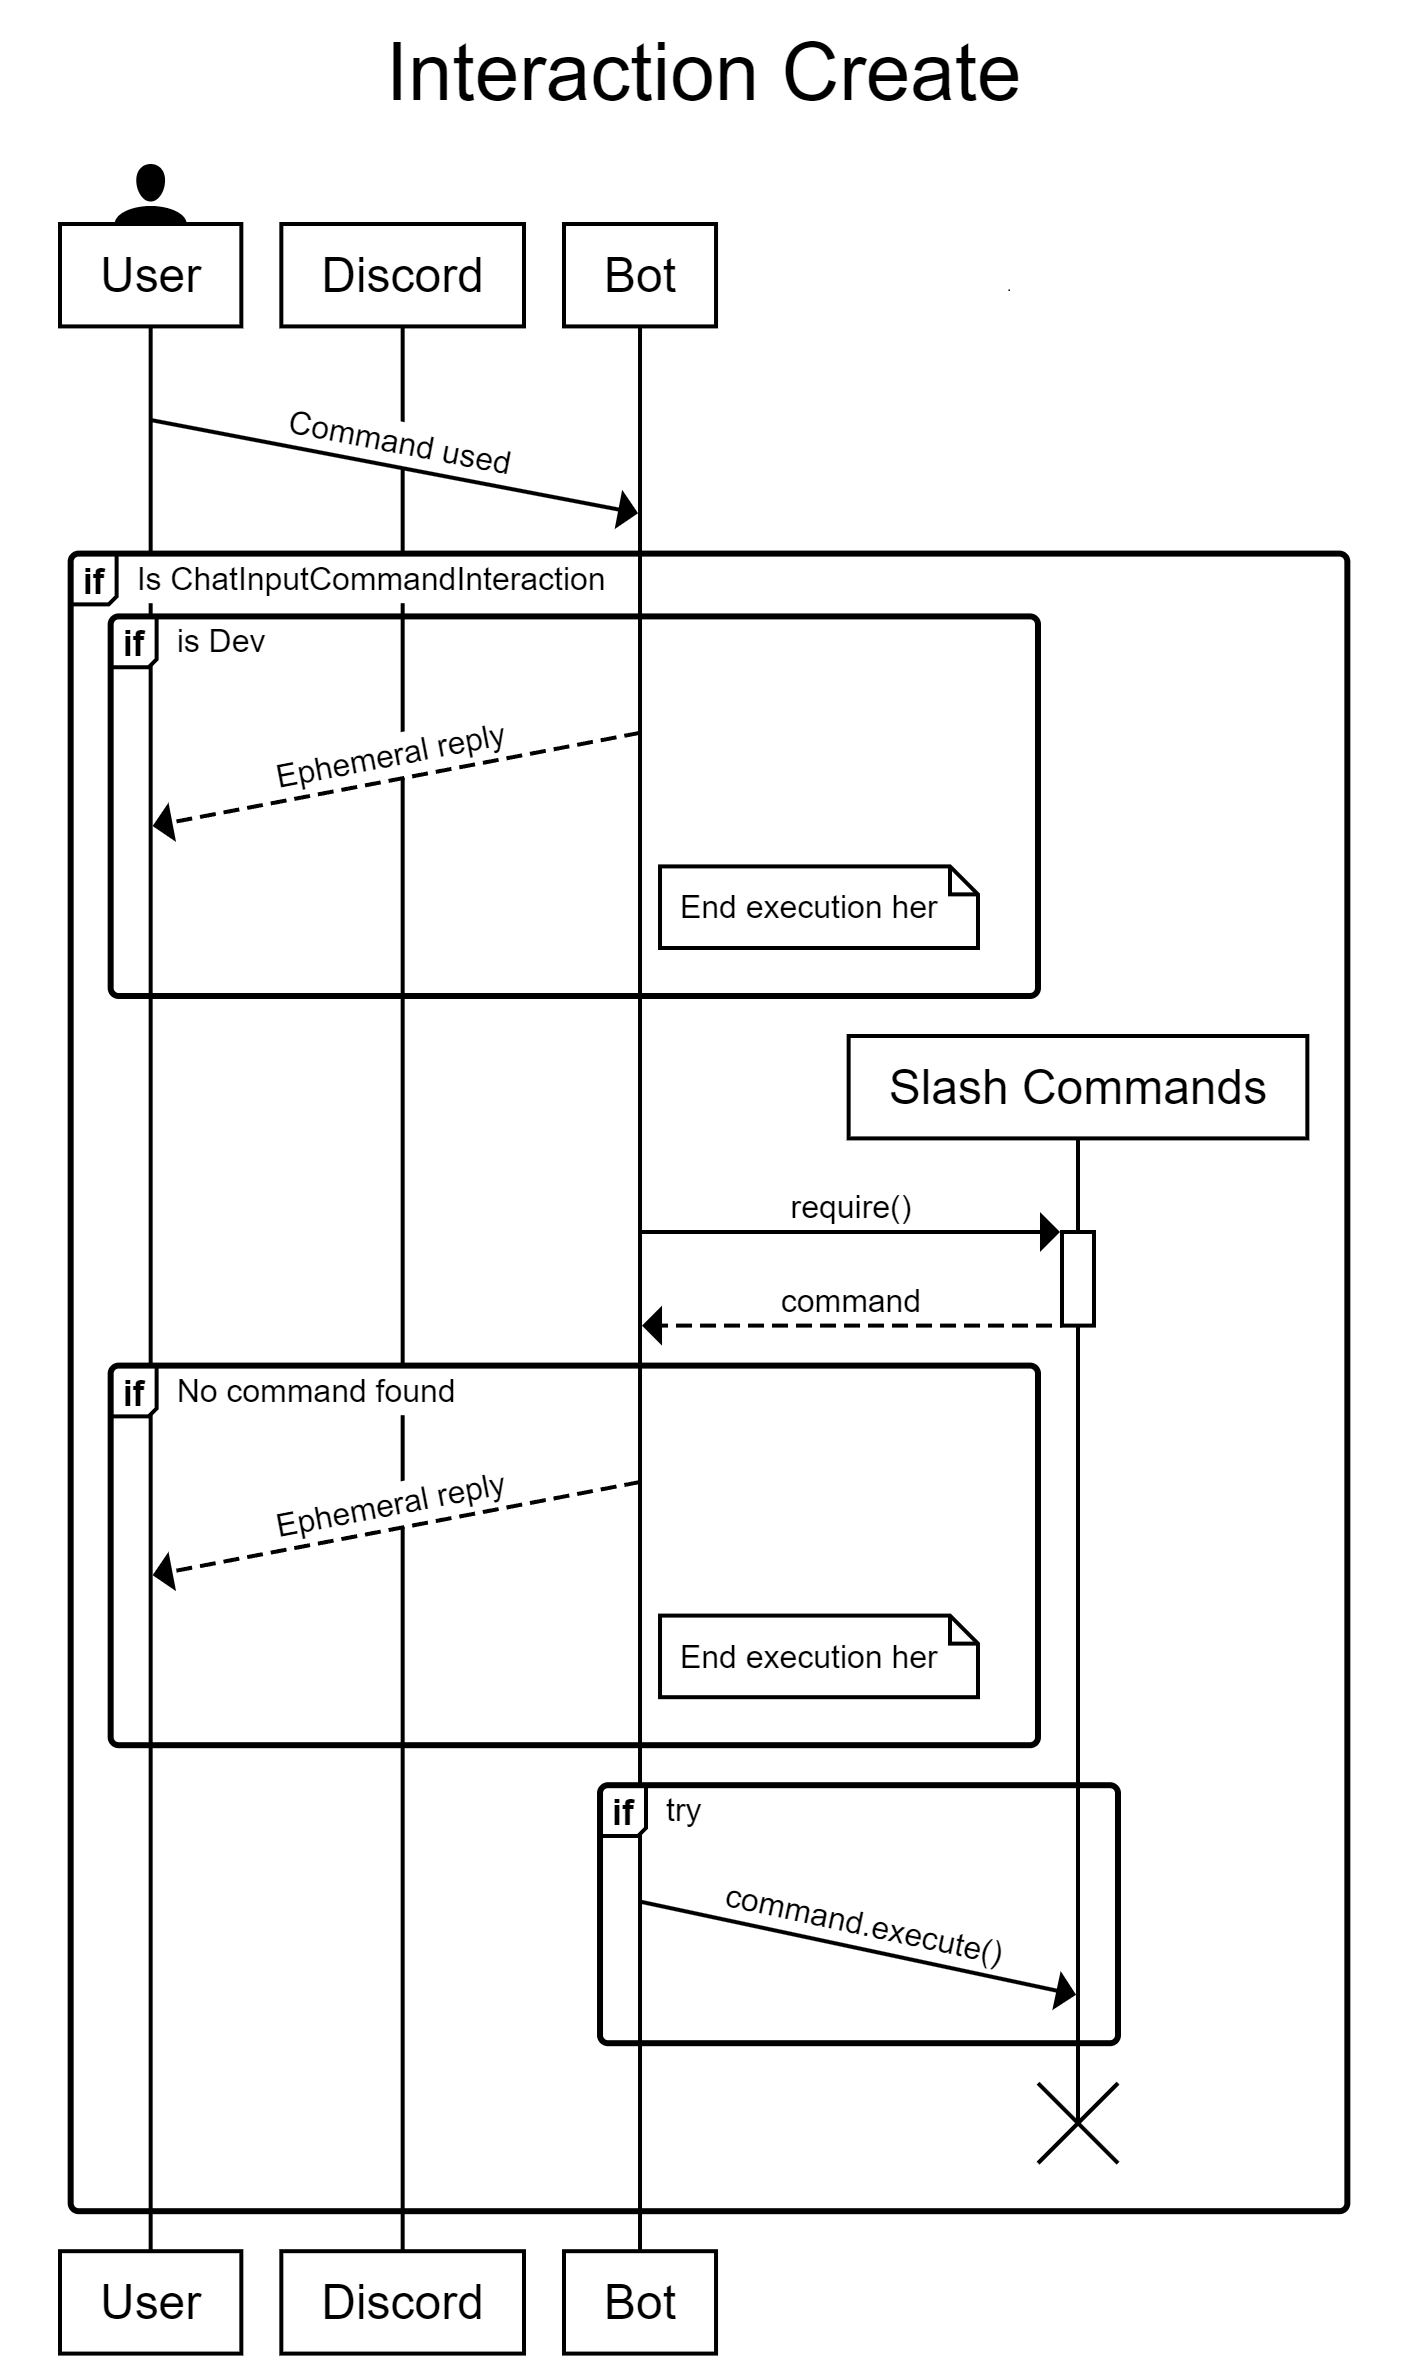 Interaction Create
User
Discord
Bot
Command used
if
Is ChatInputCommandInteraction
if
is Dev
Ephemeral reply
End execution her
Slash Commands
require()
command
if
No command found
Ephemeral reply
End execution her
if
try
command.execute()
User
Discord
Bot